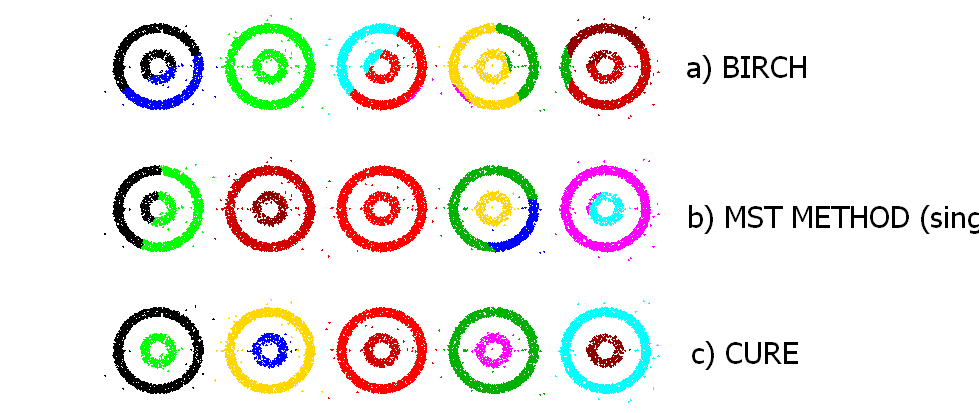 a) BIRCH
b) MST METHOD (sing
c) CURE